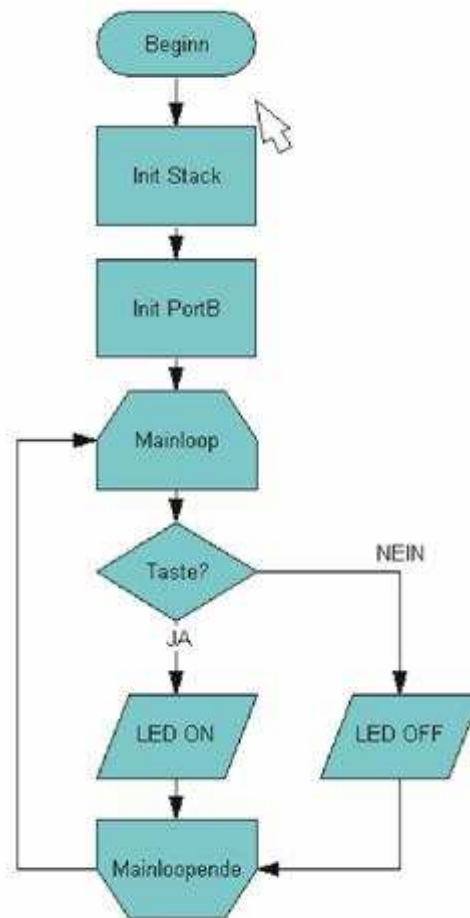 Beginn
Init Stack
Init PortB
Mainloop
Taste?
NEIN
JA
LED ON
LED OFF
Mainloopende